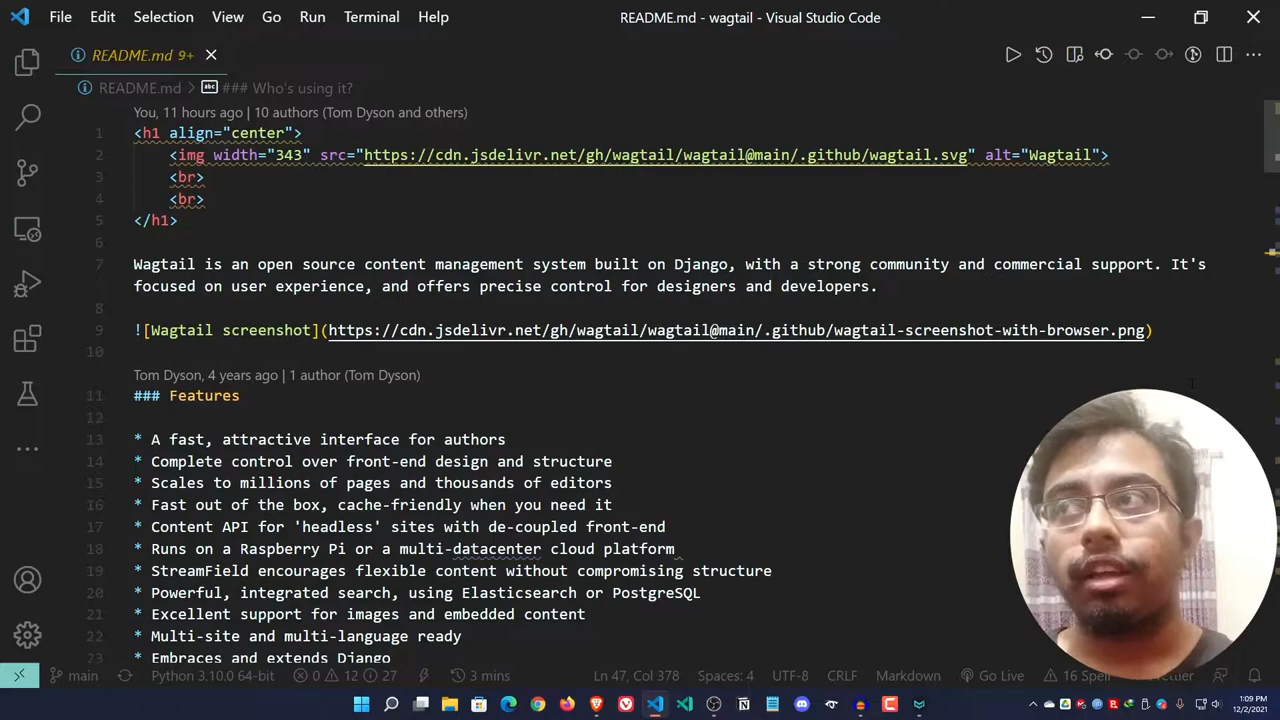 File Edit Selection View Go Run Terminal Help README.md - wagtail - Visual Studio Code
README.md 9+
README.md > ### Who's using it?
You, 11 hours ago | 10 authors (Tom Dyson and others)
1 <h1 align="center">
2 <img width="343" src="https://cdn.jsdelivr.net/gh/wagtail/wagtail@main/.github/wagtail.svg" alt="Wagtail">
3 <br>
4 <br>
5 </h1>
6
7 Wagtail is an open source content management system built on Django, with a strong community and commercial support. It's
focused on user experience, and offers precise control for designers and developers.
8
9 ![Wagtail screenshot](https://cdn.jsdelivr.net/gh/wagtail/wagtail@main/.github/wagtail-screenshot-with-browser.png)
10
Tom Dyson, 4 years ago | 1 author (Tom Dyson)
11 ### Features
12
13 * A fast, attractive interface for authors
14 * Complete control over front-end design and structure
15 * Scales to millions of pages and thousands of editors
16 * Fast out of the box, cache-friendly when you need it
17 * Content API for 'headless' sites with de-coupled front-end
18 * Runs on a Raspberry Pi or a multi-datacenter cloud platform
19 * StreamField encourages flexible content without compromising structure
20 * Powerful, integrated search, using Elasticsearch or PostgreSQL
21 * Excellent support for images and embedded content
22 * Multi-site and multi-language ready
23 * Embraces and extends Django
main Python 3.10.0 64-bit 0 12 27 3 mins Ln 47, Col 378 Spaces: 4 UTF-8 CRLF Markdown Go Live 16 Spell
1:09 PM
12/2/2021